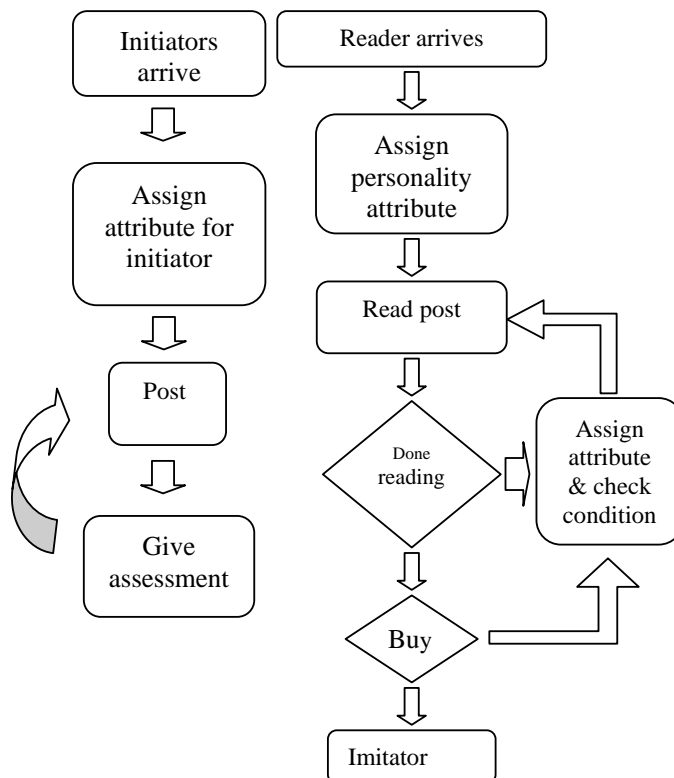 Initiators
arrive
Assign
attribute for
initiator
Post
Give
assessment
Reader arrives
Assign
personality
attribute
Read post
Done
reading
Assign
attribute
& check
condition
Buy
Imitator